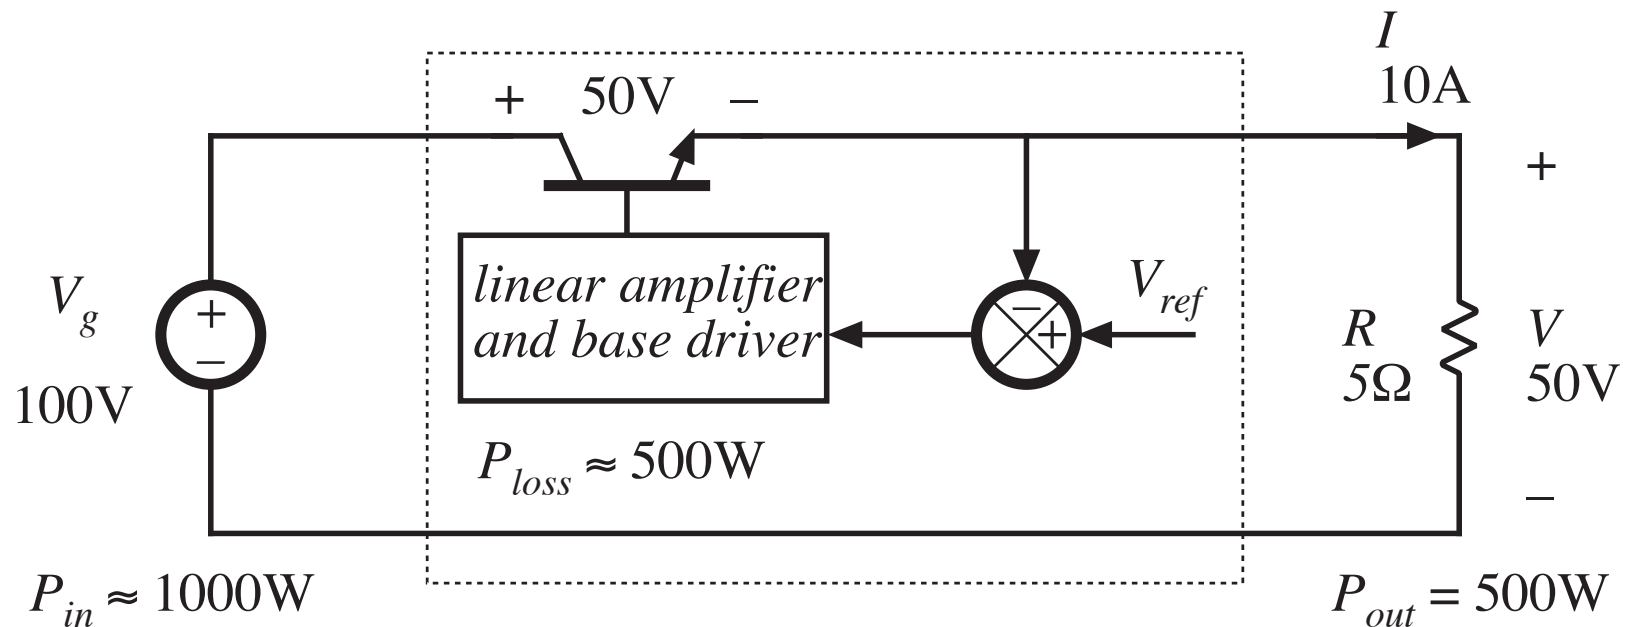 I
10A
+ 50V –
+
V_g
+
–
100V
linear amplifier
and base driver
–
+
V_ref
R
5Ω
V
50V
–
P_loss ≈ 500W
P_in ≈ 1000W
P_out = 500W